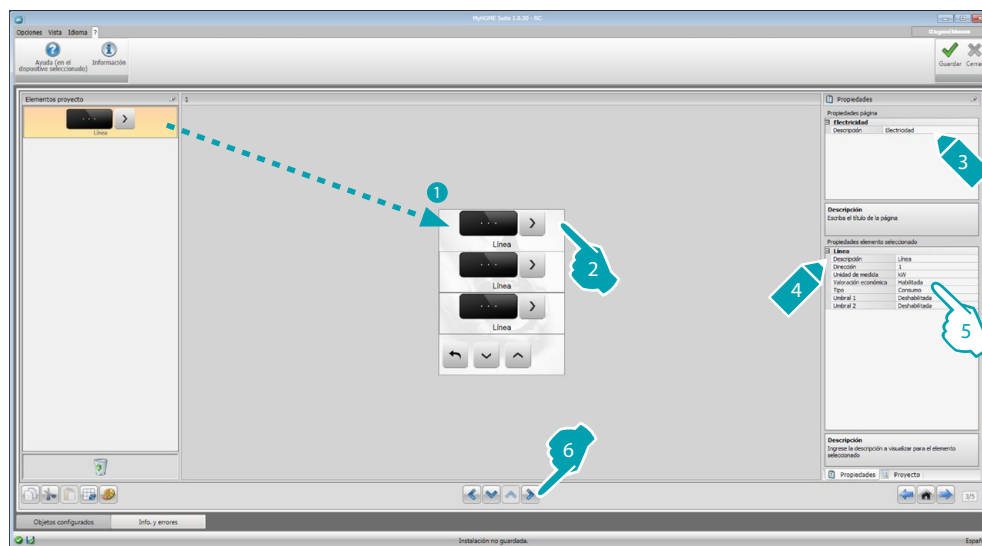 MyHOME Suite 1.0.30 - BC
Opciones Vista Idioma ?
Ayuda (en el
dispositivo seleccionado)
Información
Guardar
Cerrar
Elementos proyecto
1
Línea
1
Línea
2
Línea
Línea
Propiedades
Propiedades página
Electricidad
Descripción Electricidad
3
Descripción
Escriba el título de la página
Propiedades elemento seleccionado
Línea
Descripción Línea
Dirección 1
Unidad de medida kW
Valoración económica Habilitada
Tipo Consumo
Umbral 1 Deshabilitada
Umbral 2 Deshabilitada
4
5
6
Descripción
Ingrese la descripción a visualizar para el elemento
seleccionado
Propiedades Proyecto
3/5
Objetos configurados Info. y errores
Instalación no guardada.
Españ